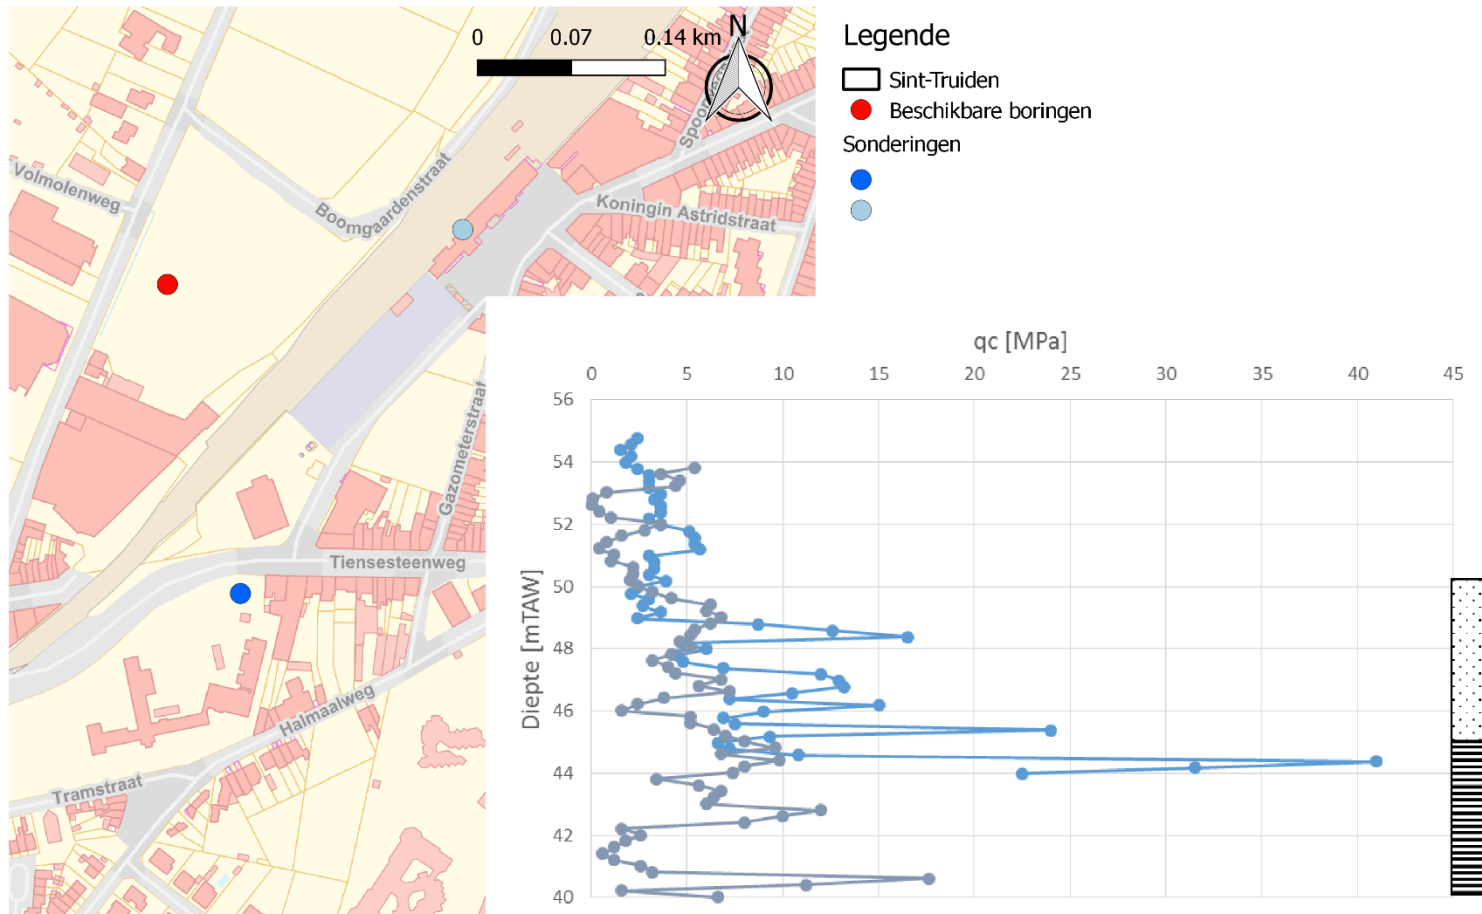 0 0.07 0.14 km
N
Volmolenweg
Boomgaardenstraat
Koningin Astridstraat
Gazometerstraat
Tiensesteenweg
Halmaalweg
Tramstraat
Legende
Sint-Truiden
Beschikbare boringen
Sonderingen
qc [MPa]
0 5 10 15 20 25 30 35 40 45
Diepte [mTAW]
56
54
52
50
48
46
44
42
40